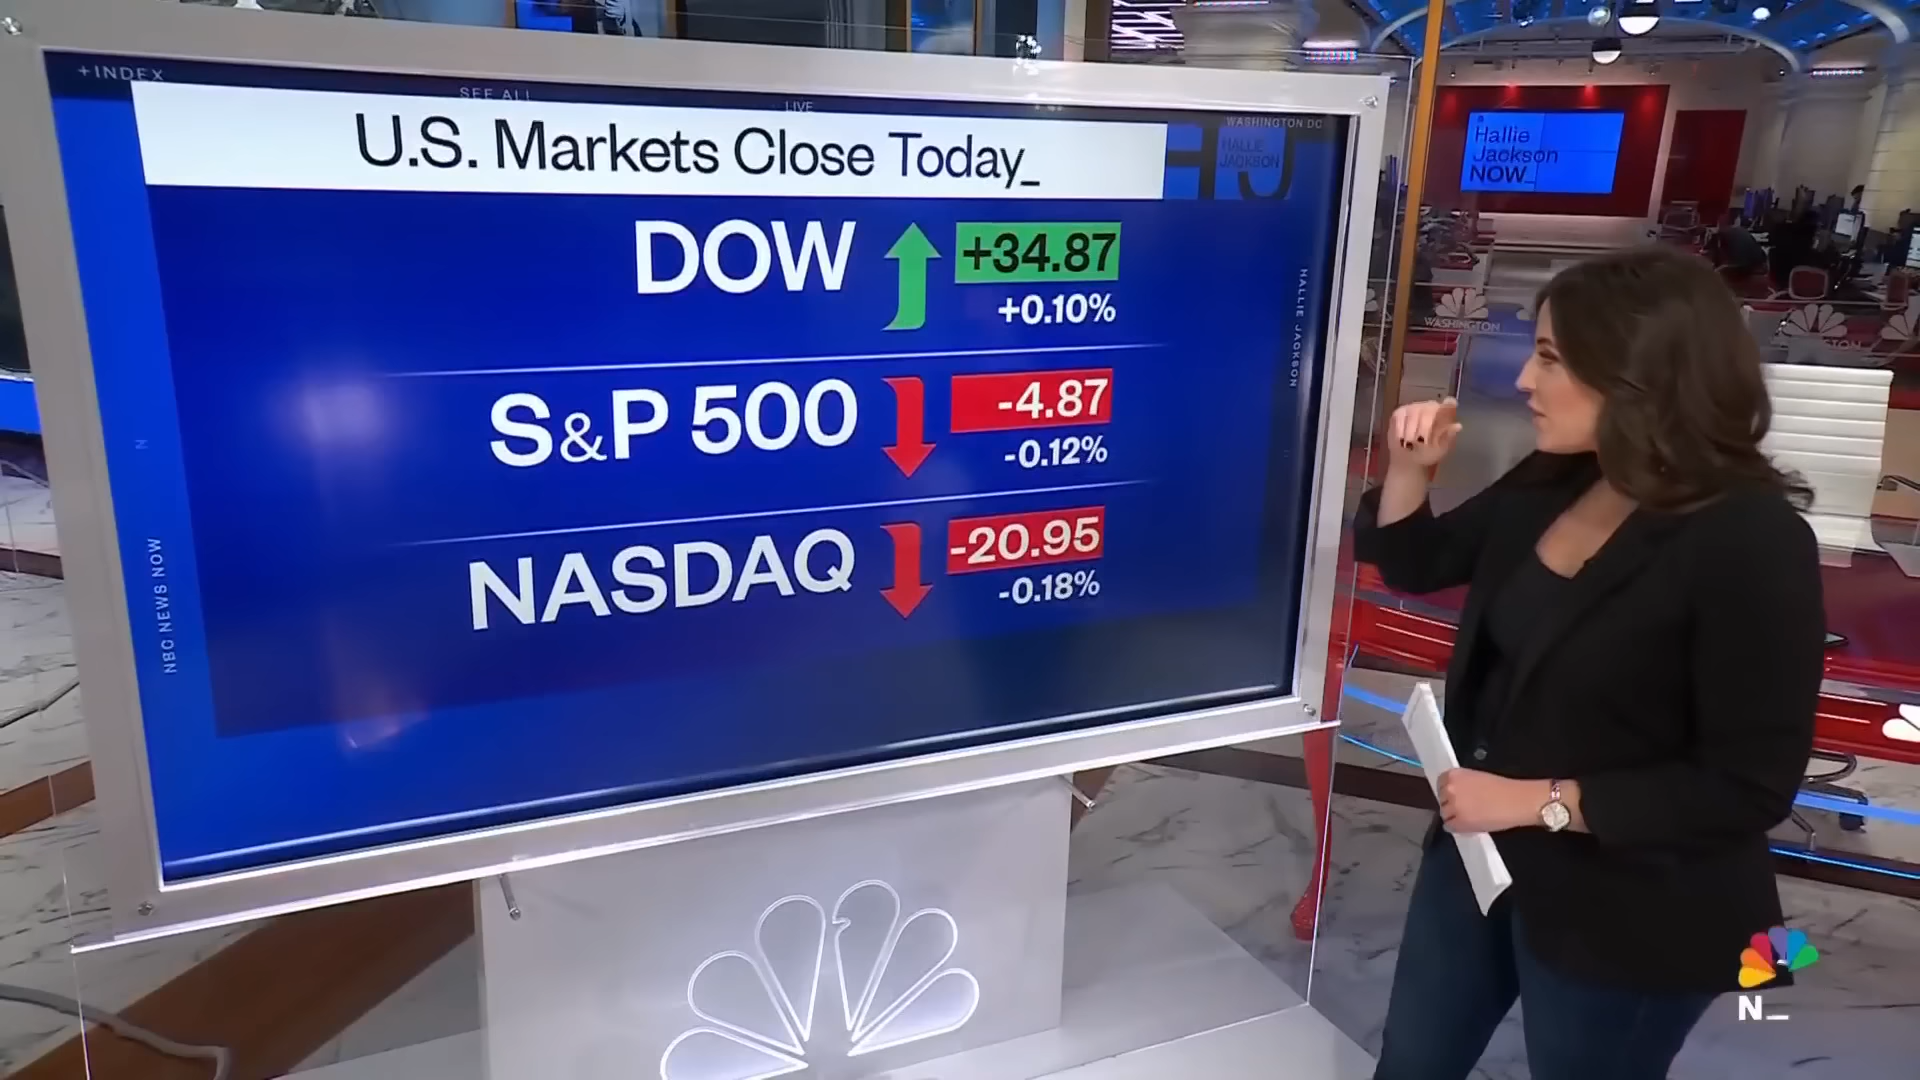 +INDEX
SEE ALL
LIVE
WASHINGTON DC
U.S. Markets Close Today_
HALLIE
JACKSON
HJ
DOW
+34.87
+0.10%
S&P 500
-4.87
-0.12%
NASDAQ
-20.95
-0.18%
HALLIE JACKSON
NBC NEWS NOW
Hallie
Jackson
NOW_
WASHINGTON
N_